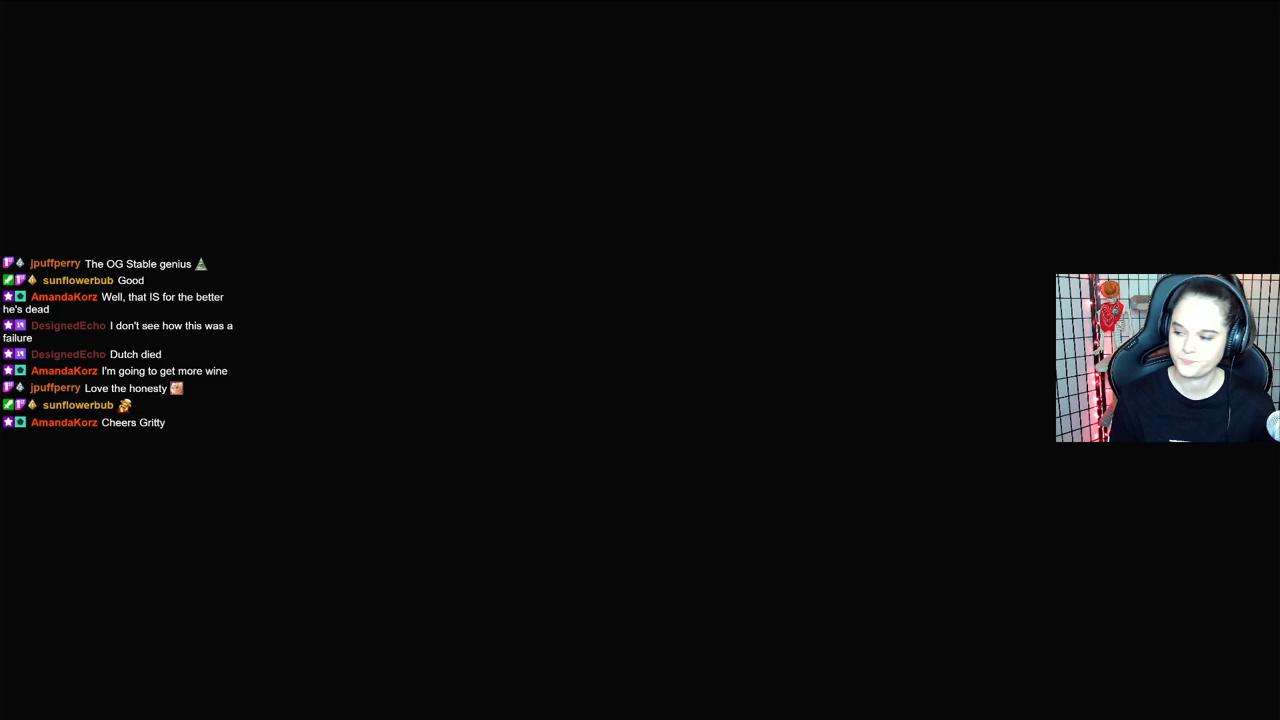 jpuffperry The OG Stable genius
sunflowerbub Good
AmandaKorz Well, that IS for the better
he's dead
DesignedEcho I don't see how this was a
failure
DesignedEcho Dutch died
AmandaKorz I'm going to get more wine
jpuffperry Love the honesty
sunflowerbub
AmandaKorz Cheers Gritty